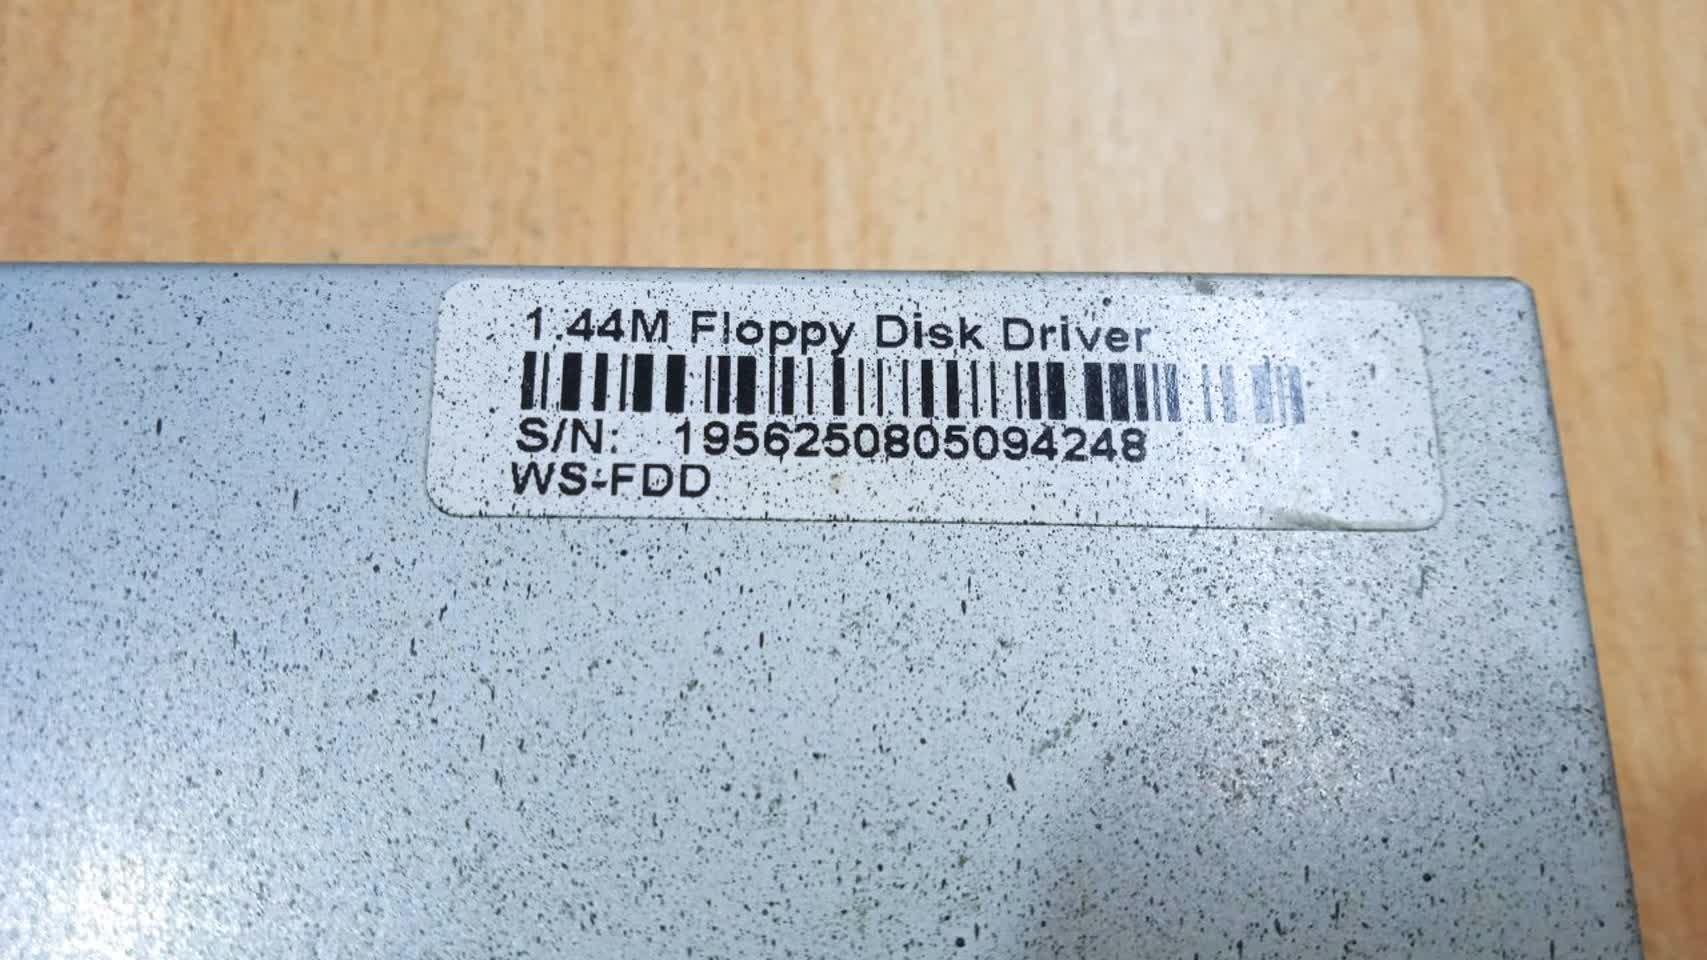 1.44M Floppy Disk Driver
S/N: 1956250805094248
WS-FDD